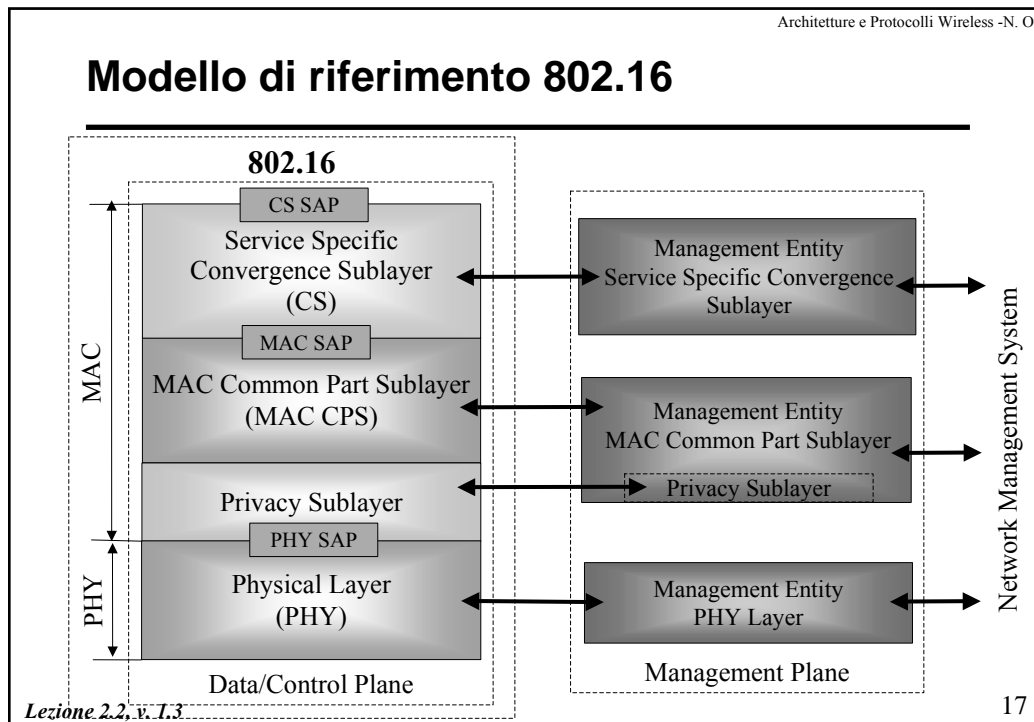 Architetture e Protocolli Wireless -N. O
Modello di riferimento 802.16
802.16
CS SAP
Service Specific
Convergence Sublayer
(CS)
MAC SAP
MAC Common Part Sublayer
(MAC CPS)
Privacy Sublayer
PHY SAP
Physical Layer
(PHY)
Data/Control Plane
MAC
PHY
Management Entity
Service Specific Convergence
Sublayer
Management Entity
MAC Common Part Sublayer
Privacy Sublayer
Management Entity
PHY Layer
Management Plane
Network Management System
Lezione 2.2, v. 1.3
17